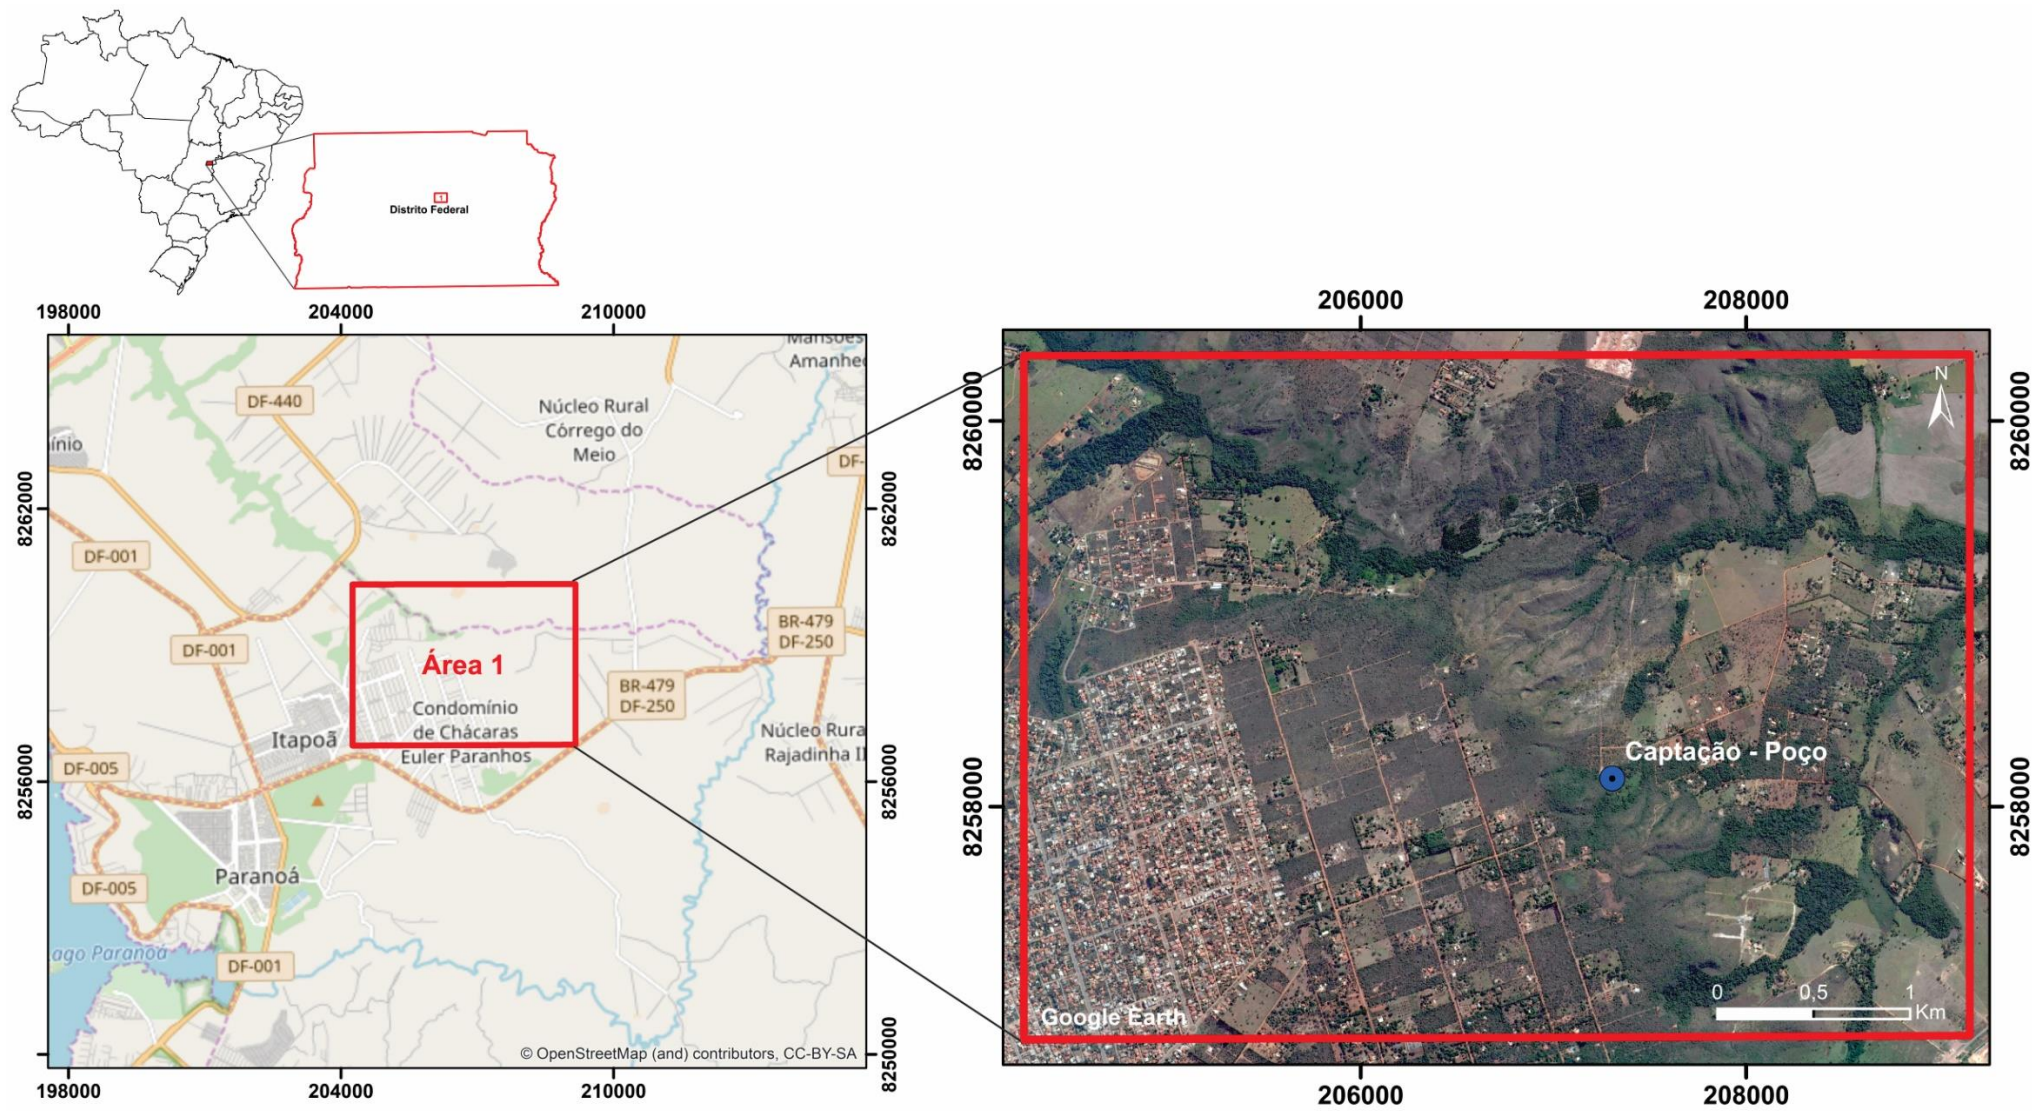 1
Distrito Federal
198000
204000
210000
Mansões
Amanhec
DF-440
Núcleo Rural
Córrego do
Meio
ínio
DF-
8262000
8262000
DF-001
DF-001
BR-479
DF-250
Área 1
BR-479
DF-250
Condomínio
de Chácaras
Euler Paranhos
Itapoã
Núcleo Rura
Rajadinha II
8256000
8256000
DF-005
Paranoá
DF-005
ago Paranoá
DF-001
8250000
© OpenStreetMap (and) contributors, CC-BY-SA
198000
204000
210000
206000
208000
N
8260000
8260000
Captação - Poço
8258000
8258000
0
0,5
1
Km
Google Earth
206000
208000